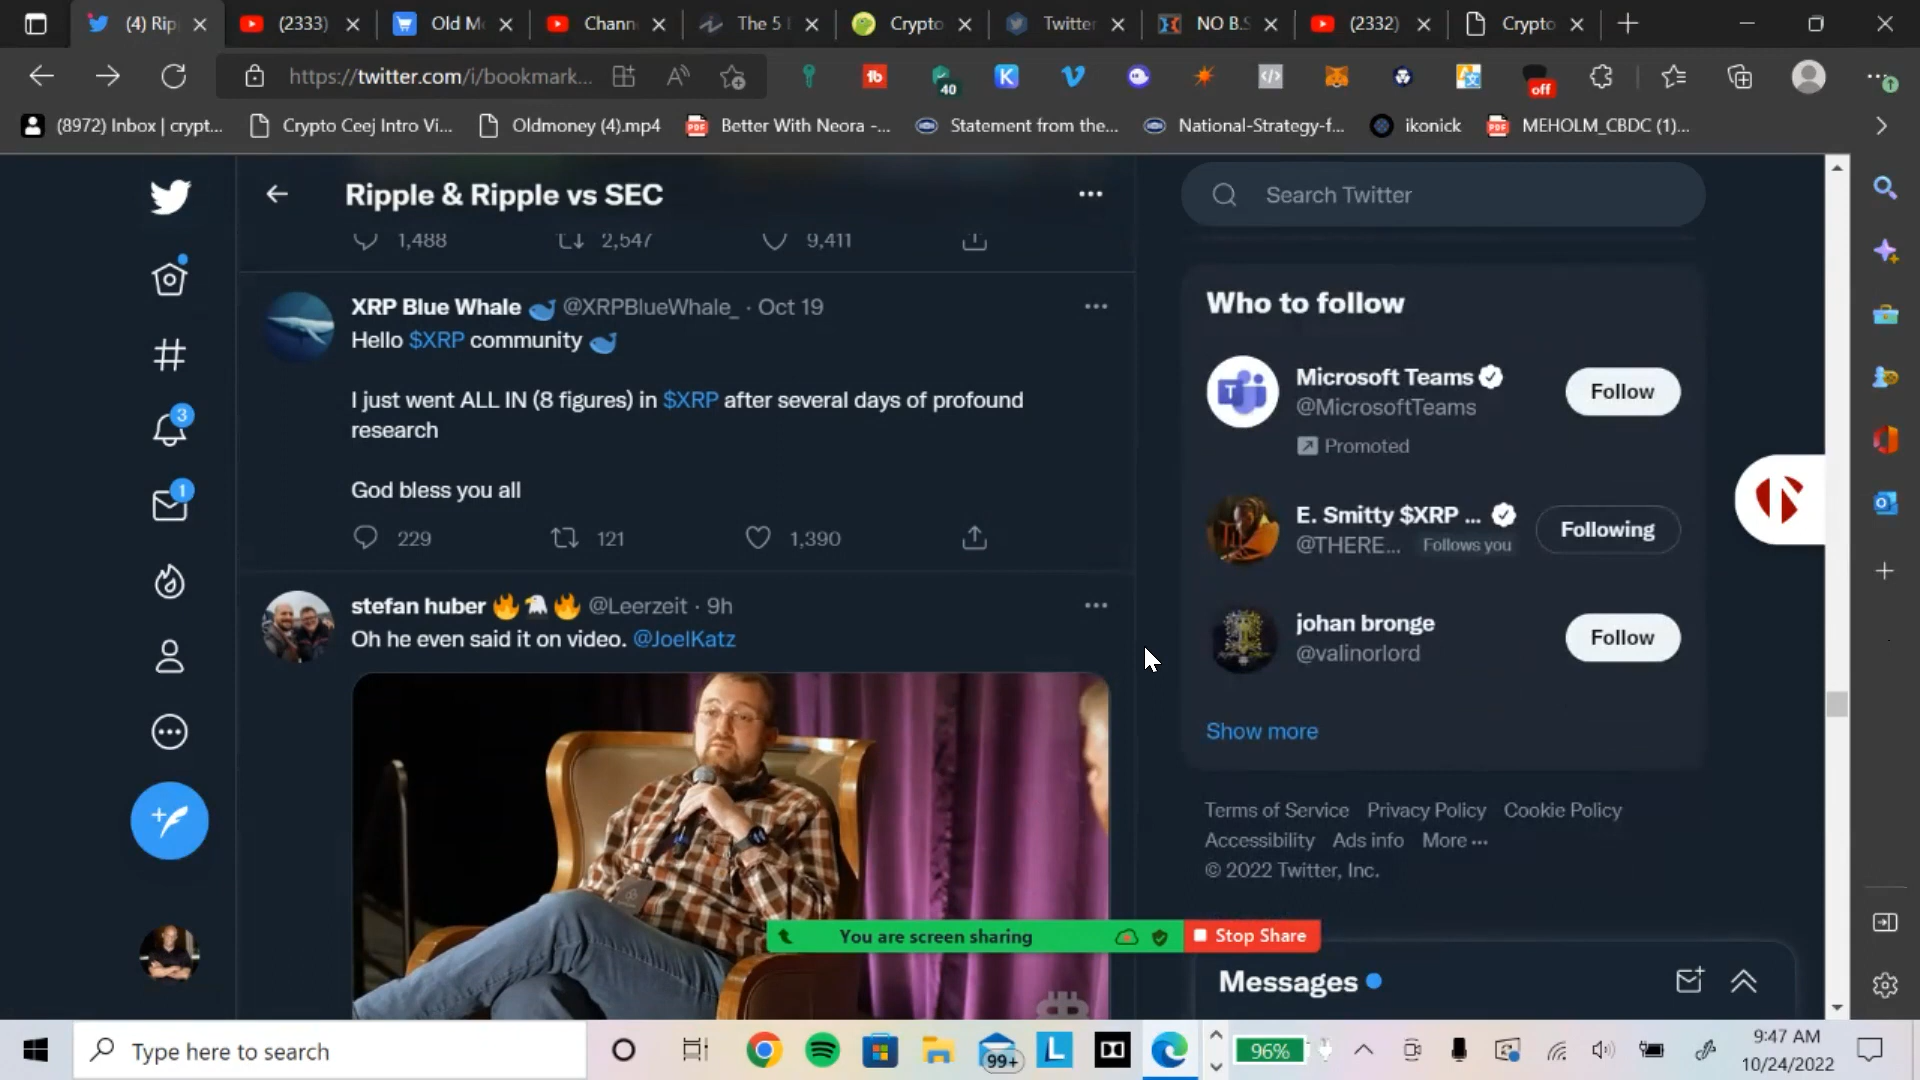 (4) Rip
(2333)
Old M
Chann
The 5
Crypto
Twitter
NO B.S
(2332)
Crypto
https://twitter.com/i/bookmark...
40
off
(8972) Inbox | crypt...
Crypto Ceej Intro Vi...
Oldmoney (4).mp4
Better With Neora -...
Statement from the...
National-Strategy-f...
ikonick
MEHOLM_CBDC (1)...
Ripple & Ripple vs SEC
Search Twitter
1,488
2,547
9,411
XRP Blue Whale @XRPBlueWhale_ · Oct 19
Hello $XRP community
I just went ALL IN (8 figures) in $XRP after several days of profound
research
God bless you all
229
121
1,390
stefan huber @Leerzeit · 9h
Oh he even said it on video. @JoelKatz
Who to follow
Microsoft Teams
@MicrosoftTeams
Follow
Promoted
E. Smitty $XRP ...
@THERE... Follows you
Following
johan bronge
@valinorlord
Follow
Show more
Terms of Service Privacy Policy Cookie Policy
Accessibility Ads info More ···
© 2022 Twitter, Inc.
3
1
You are screen sharing
Stop Share
Messages
Type here to search
99+
96%
9:47 AM
10/24/2022